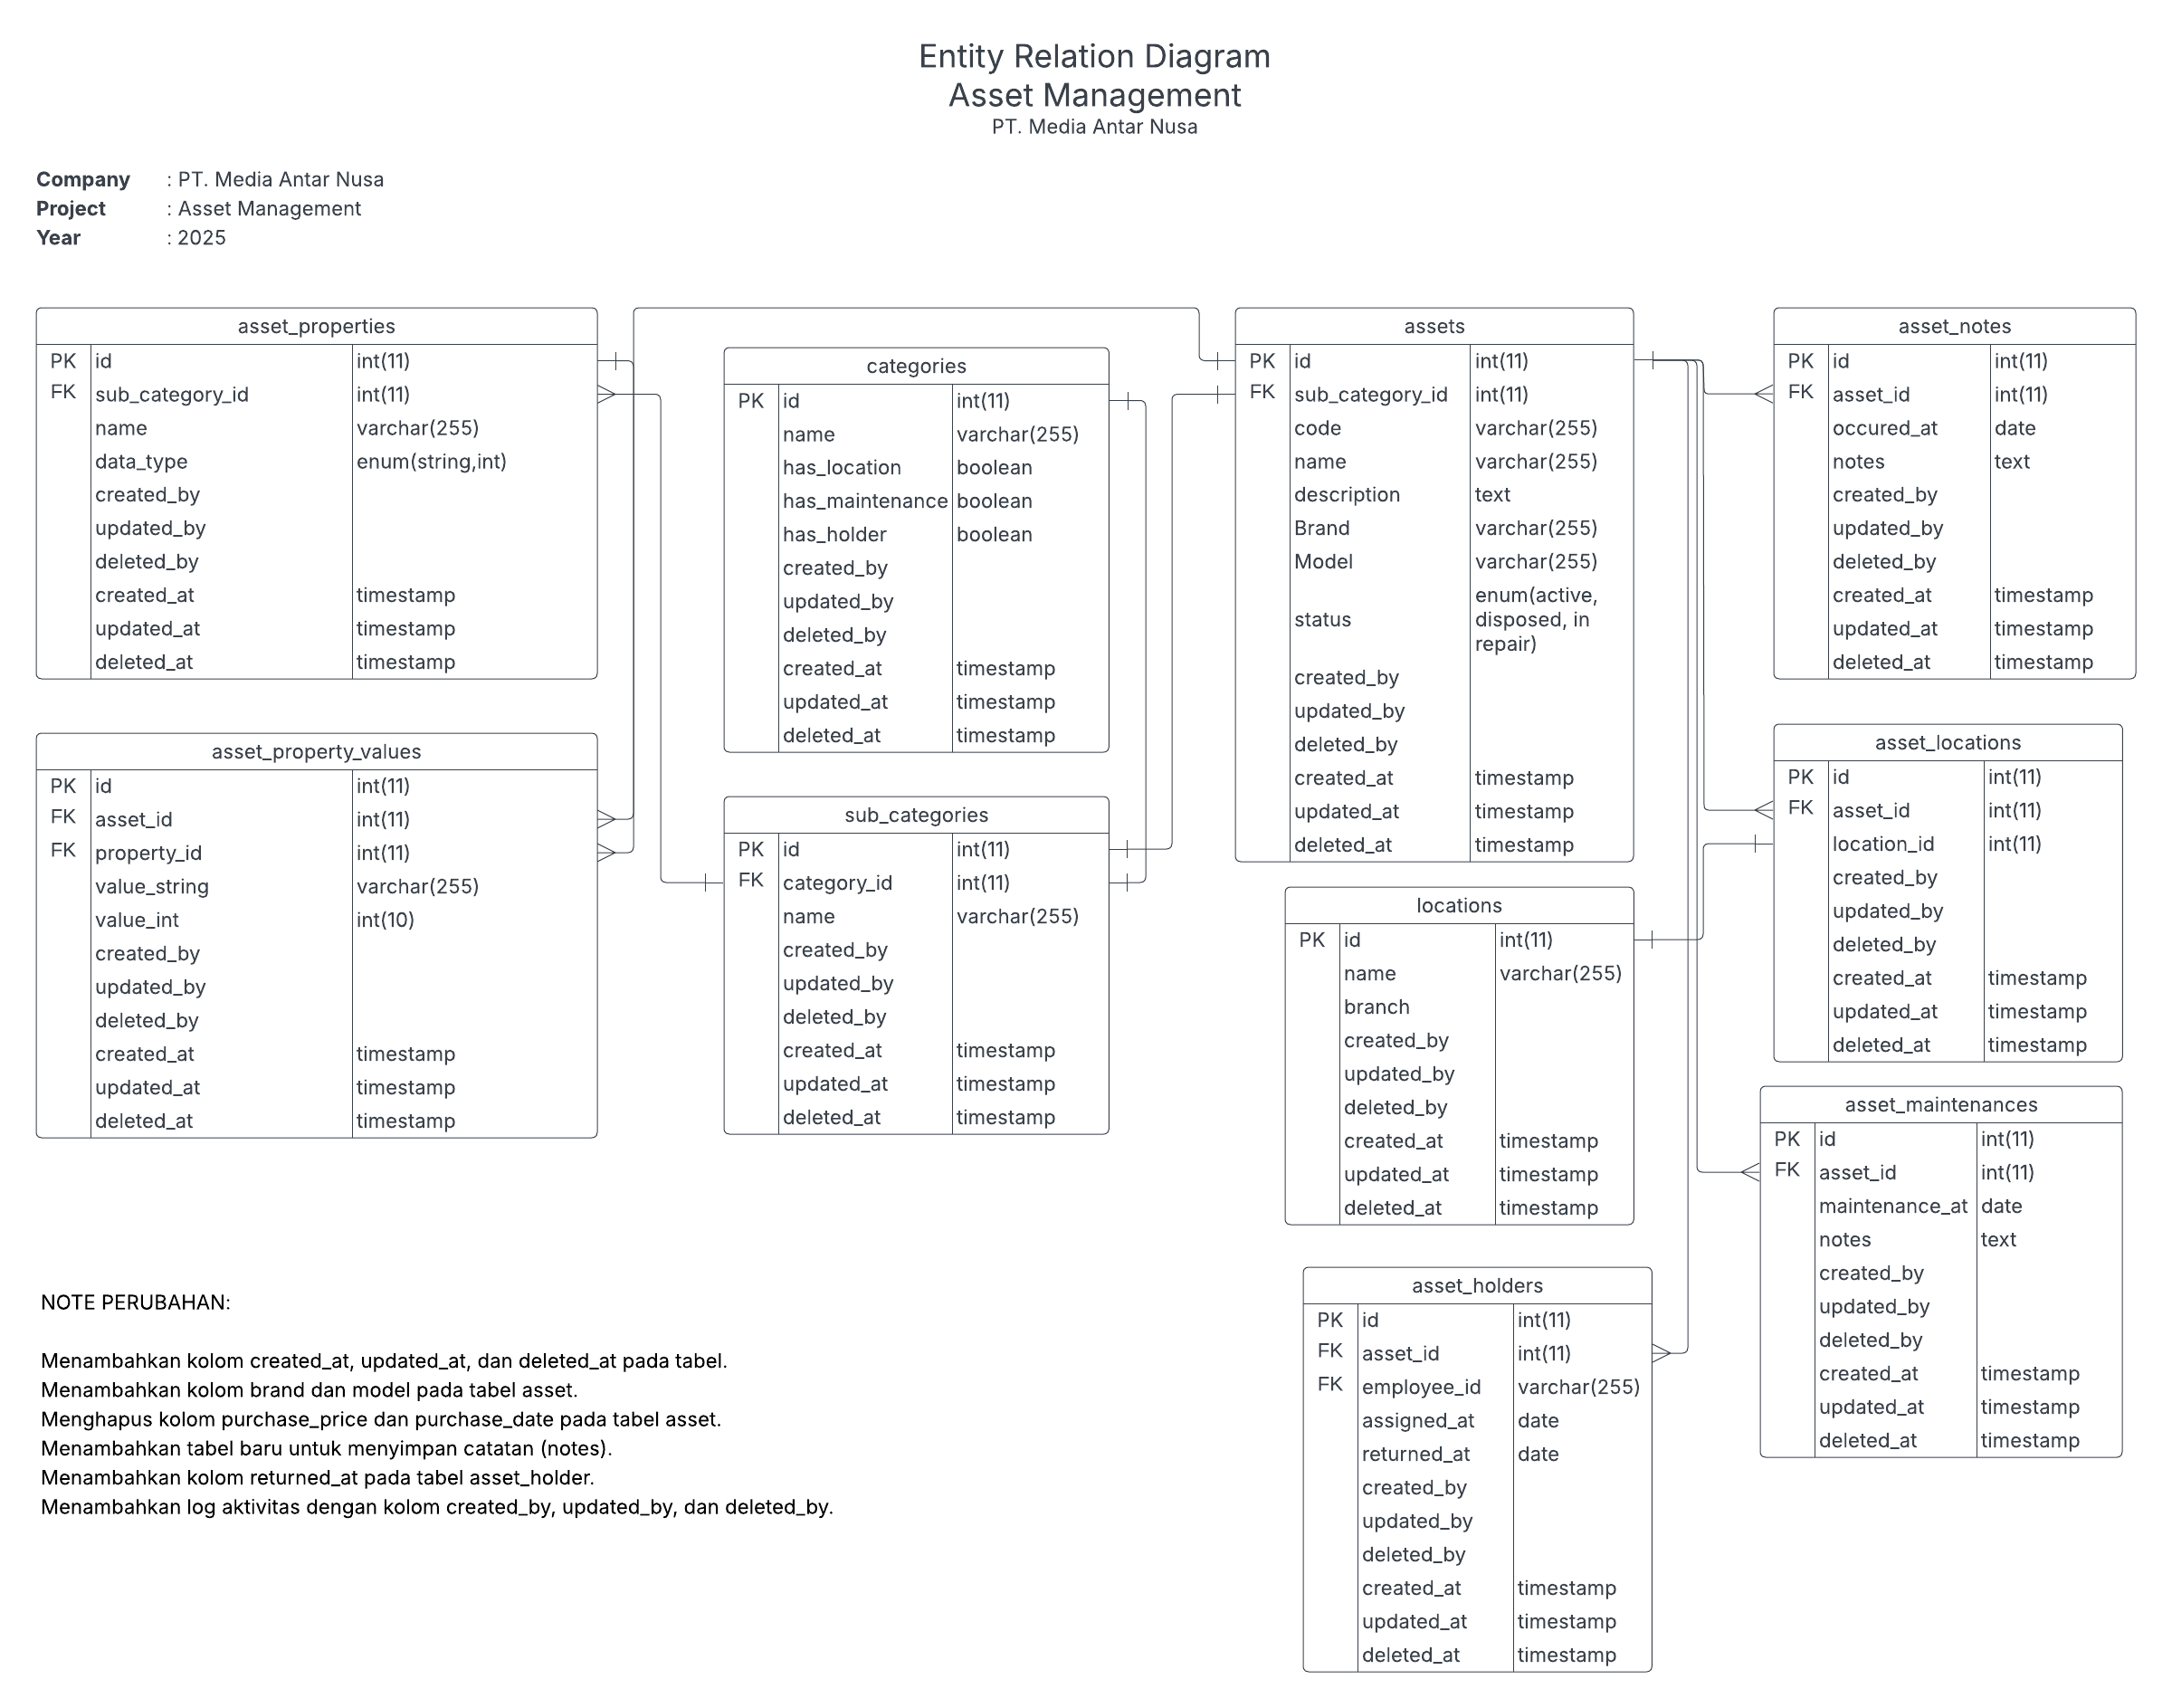 Entity Relation Diagram
Asset Management
PT. Media Antar Nusa
Company : PT. Media Antar Nusa
Project : Asset Management
Year : 2025
asset_properties
PK id int(11)
FK sub_category_id int(11)
name varchar(255)
data_type enum(string,int)
created_by
updated_by
deleted_by
created_at timestamp
updated_at timestamp
deleted_at timestamp
asset_property_values
PK id int(11)
FK asset_id int(11)
FK property_id int(11)
value_string varchar(255)
value_int int(10)
created_by
updated_by
deleted_by
created_at timestamp
updated_at timestamp
deleted_at timestamp
categories
PK id int(11)
name varchar(255)
has_location boolean
has_maintenance boolean
has_holder boolean
created_by
updated_by
deleted_by
created_at timestamp
updated_at timestamp
deleted_at timestamp
sub_categories
PK id int(11)
FK category_id int(11)
name varchar(255)
created_by
updated_by
deleted_by
created_at timestamp
updated_at timestamp
deleted_at timestamp
assets
PK id int(11)
FK sub_category_id int(11)
code varchar(255)
name varchar(255)
description text
Brand varchar(255)
Model varchar(255)
status enum(active,
disposed, in
repair)
created_by
updated_by
deleted_by
created_at timestamp
updated_at timestamp
deleted_at timestamp
locations
PK id int(11)
name varchar(255)
branch
created_by
updated_by
deleted_by
created_at timestamp
updated_at timestamp
deleted_at timestamp
asset_holders
PK id int(11)
FK asset_id int(11)
FK employee_id varchar(255)
assigned_at date
returned_at date
created_by
updated_by
deleted_by
created_at timestamp
updated_at timestamp
deleted_at timestamp
asset_notes
PK id int(11)
FK asset_id int(11)
occured_at date
notes text
created_by
updated_by
deleted_by
created_at timestamp
updated_at timestamp
deleted_at timestamp
asset_locations
PK id int(11)
FK asset_id int(11)
location_id int(11)
created_by
updated_by
deleted_by
created_at timestamp
updated_at timestamp
deleted_at timestamp
asset_maintenances
PK id int(11)
FK asset_id int(11)
maintenance_at date
notes text
created_by
updated_by
deleted_by
created_at timestamp
updated_at timestamp
deleted_at timestamp
NOTE PERUBAHAN:
Menambahkan kolom created_at, updated_at, dan deleted_at pada tabel.
Menambahkan kolom brand dan model pada tabel asset.
Menghapus kolom purchase_price dan purchase_date pada tabel asset.
Menambahkan tabel baru untuk menyimpan catatan (notes).
Menambahkan kolom returned_at pada tabel asset_holder.
Menambahkan log aktivitas dengan kolom created_by, updated_by, dan deleted_by.